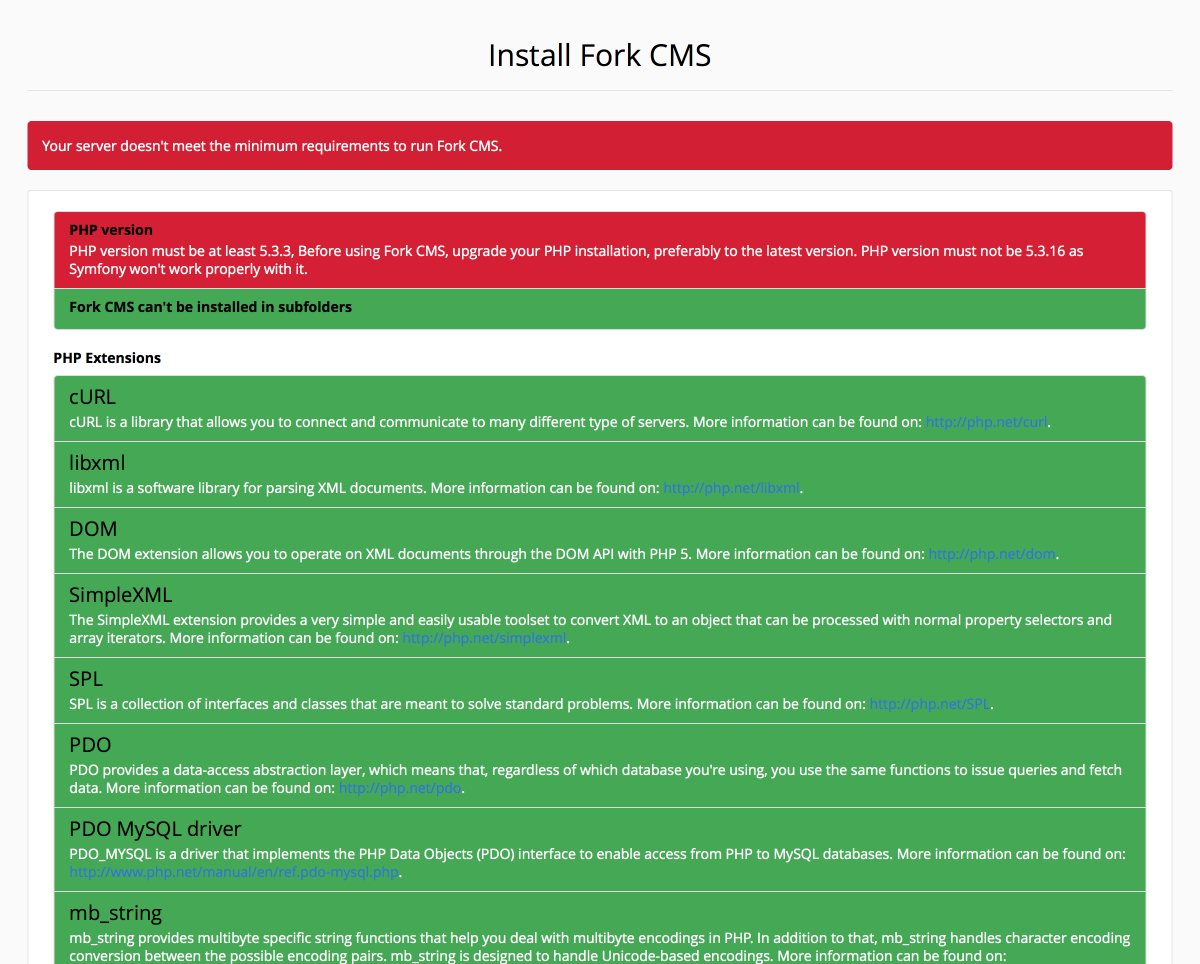 Install Fork CMS
Your server doesn't meet the minimum requirements to run Fork CMS.
PHP version
PHP version must be at least 5.3.3, Before using Fork CMS, upgrade your PHP installation, preferably to the latest version. PHP version must not be 5.3.16 as
Symfony won't work properly with it.
Fork CMS can't be installed in subfolders
PHP Extensions
cURL
cURL is a library that allows you to connect and communicate to many different type of servers. More information can be found on: http://php.net/curl.
libxml
libxml is a software library for parsing XML documents. More information can be found on: http://php.net/libxml.
DOM
The DOM extension allows you to operate on XML documents through the DOM API with PHP 5. More information can be found on: http://php.net/dom.
SimpleXML
The SimpleXML extension provides a very simple and easily usable toolset to convert XML to an object that can be processed with normal property selectors and
array iterators. More information can be found on: http://php.net/simplexml.
SPL
SPL is a collection of interfaces and classes that are meant to solve standard problems. More information can be found on: http://php.net/SPL.
PDO
PDO provides a data-access abstraction layer, which means that, regardless of which database you're using, you use the same functions to issue queries and fetch
data. More information can be found on: http://php.net/pdo.
PDO MySQL driver
PDO_MYSQL is a driver that implements the PHP Data Objects (PDO) interface to enable access from PHP to MySQL databases. More information can be found on:
http://www.php.net/manual/en/ref.pdo-mysql.php.
mb_string
mb_string provides multibyte specific string functions that help you deal with multibyte encodings in PHP. In addition to that, mb_string handles character encoding
conversion between the possible encoding pairs. mb_string is designed to handle Unicode-based encodings. More information can be found on: